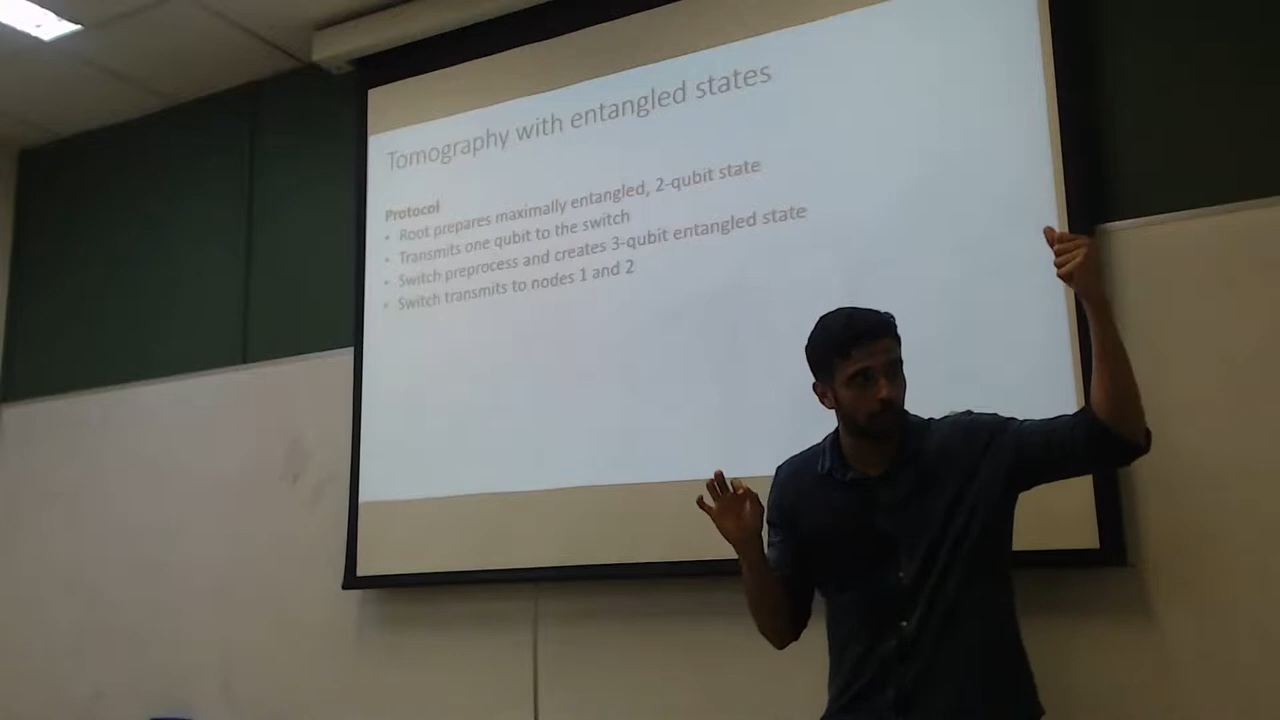 Tomography with entangled states
Protocol
• Root prepares maximally entangled, 2-qubit state
• Transmits one qubit to the switch
• Switch preprocess and creates 3-qubit entangled state
• Switch transmits to nodes 1 and 2